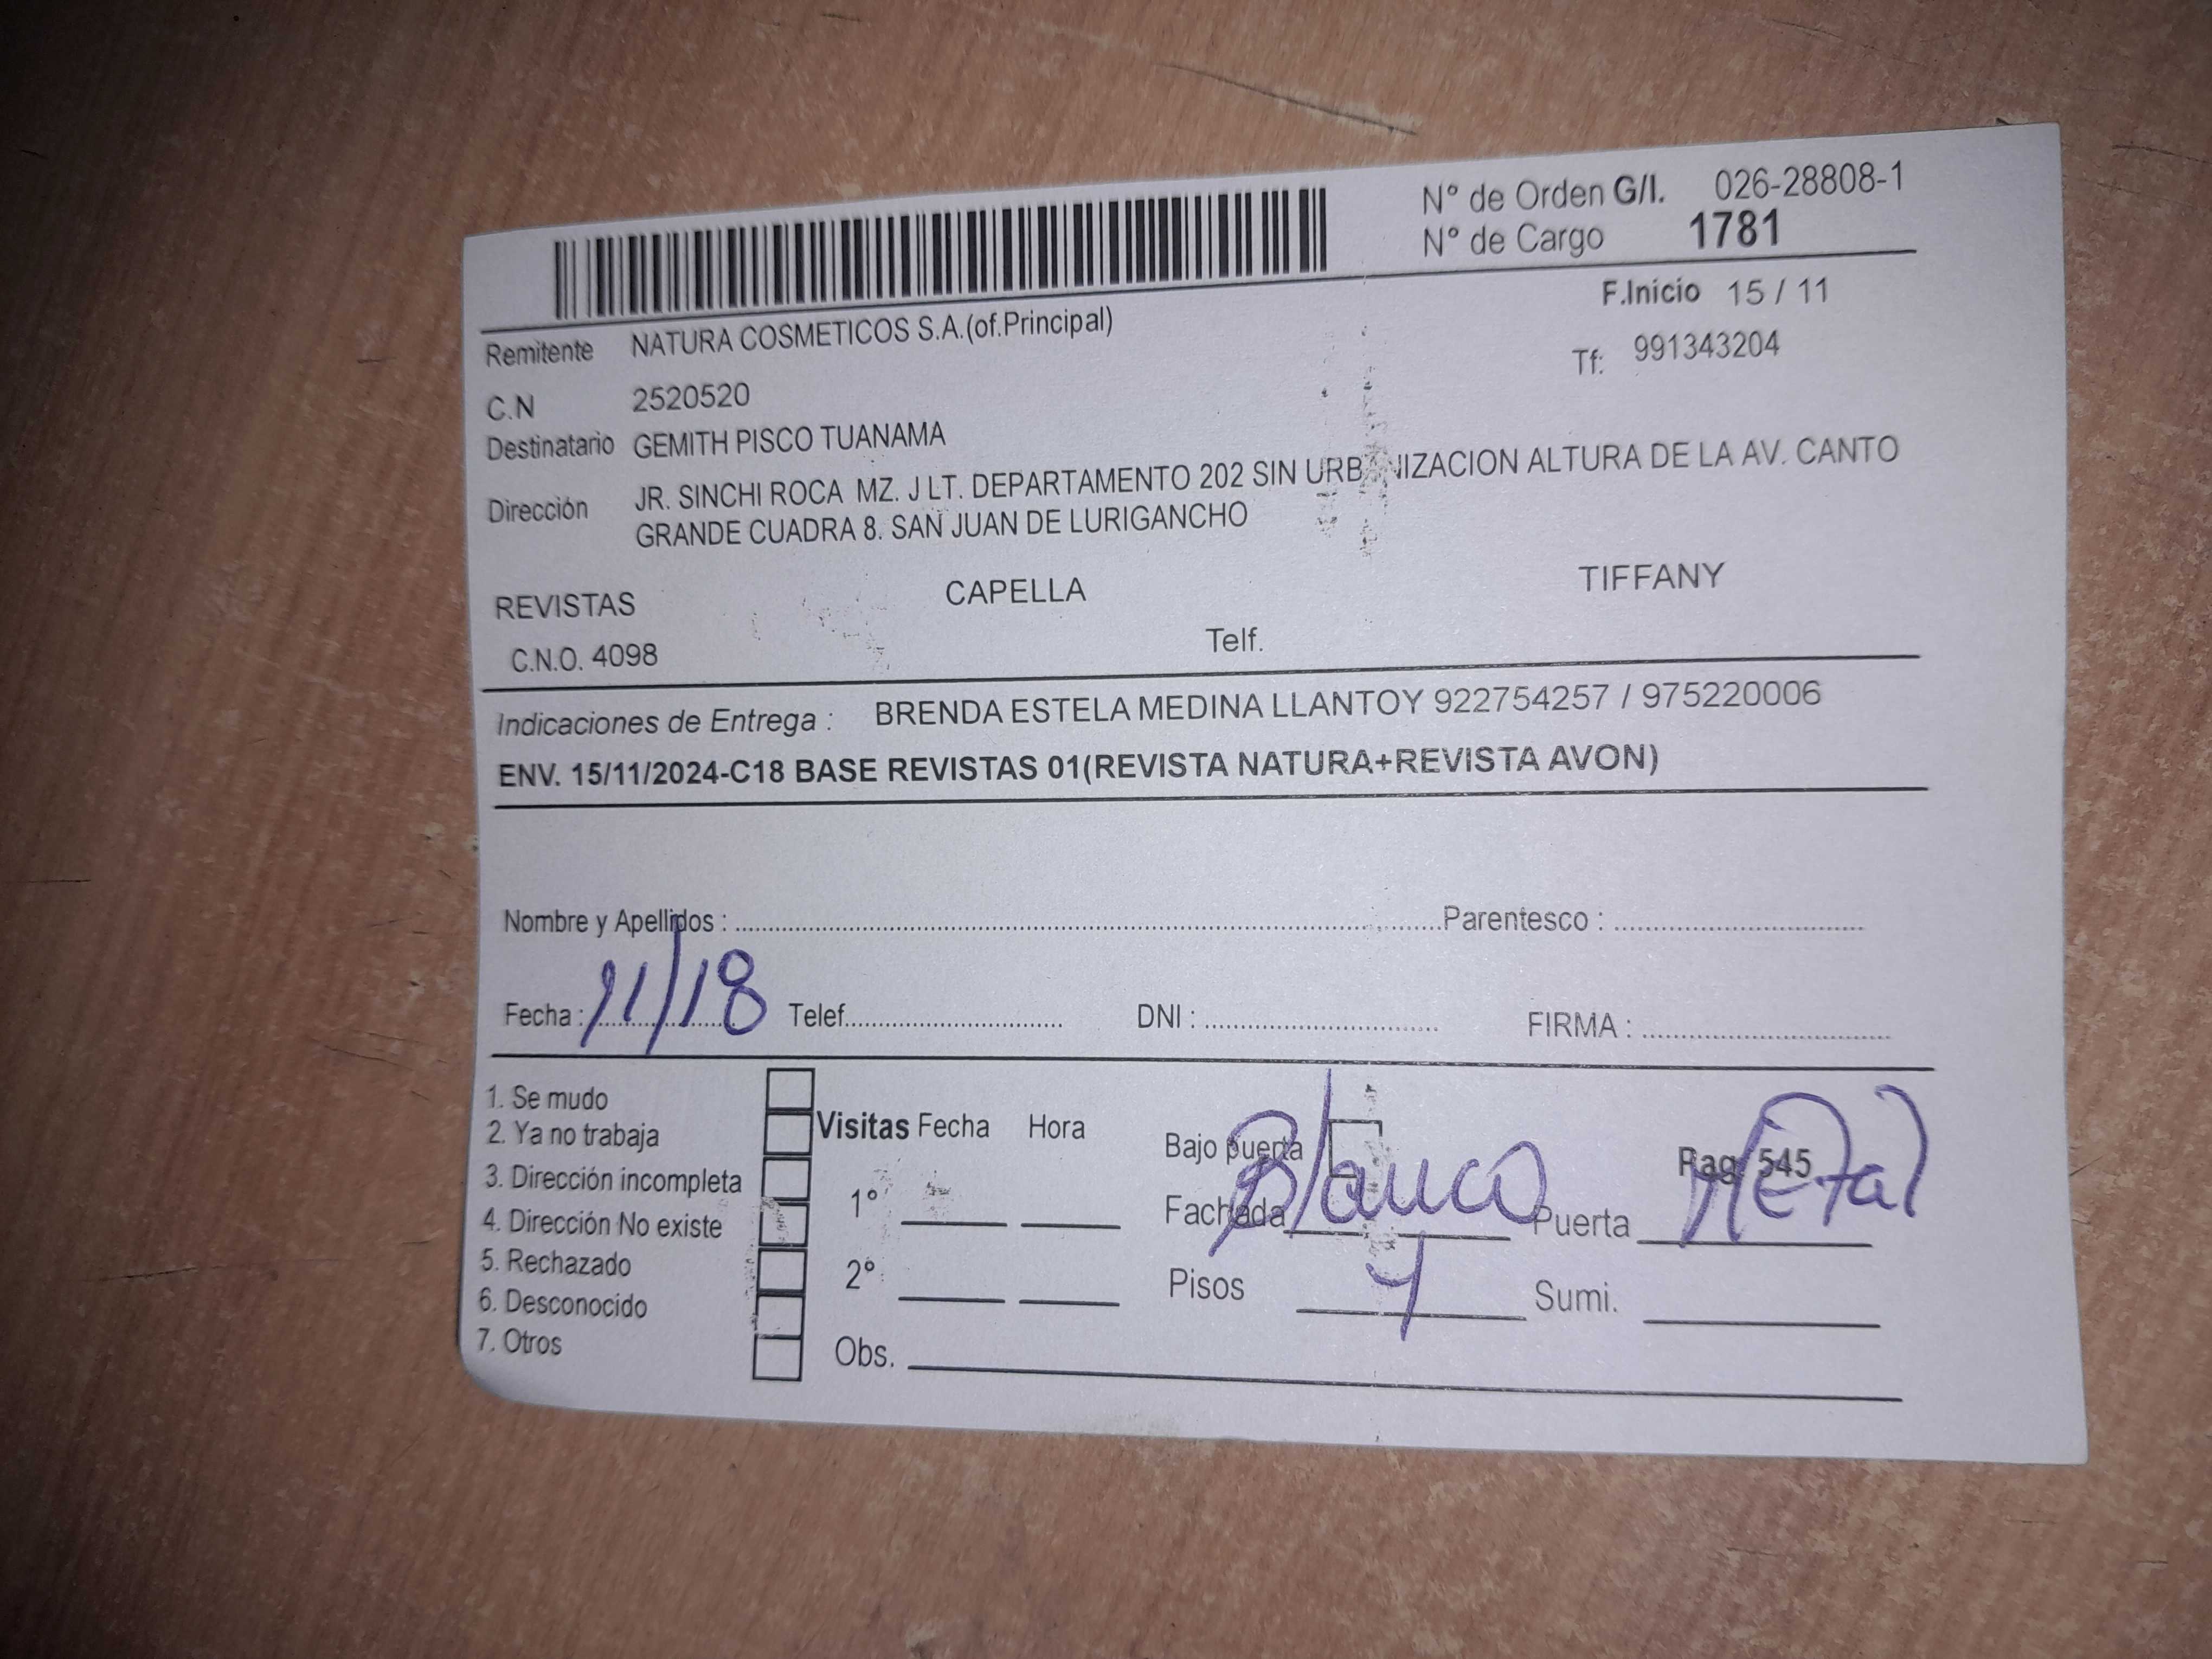 N° de Orden G/I. 026-28808-1
N° de Cargo 1781
F.Inicio 15 / 11
Remitente NATURA COSMETICOS S.A.(of.Principal)
Tf: 991343204
C.N 2520520
Destinatario GEMITH PISCO TUANAMA
Dirección JR. SINCHI ROCA MZ. J LT. DEPARTAMENTO 202 SIN URBANIZACION ALTURA DE LA AV. CANTO
GRANDE CUADRA 8. SAN JUAN DE LURIGANCHO
REVISTAS CAPELLA TIFFANY
C.N.O. 4098 Telf.
Indicaciones de Entrega : BRENDA ESTELA MEDINA LLANTOY 922754257 / 975220006
ENV. 15/11/2024-C18 BASE REVISTAS 01(REVISTA NATURA+REVISTA AVON)
Nombre y Apellidos : Parentesco :
Fecha : 11/18 Telef. DNI : FIRMA :
1. Se mudo
2. Ya no trabaja
3. Dirección incompleta
4. Dirección No existe
5. Rechazado
6. Desconocido
7. Otros
Visitas Fecha Hora
1°
2°
Obs.
Bajo puerta Pag. 545
Fachada Blanco Puerta Metal
Pisos 4 Sumi.